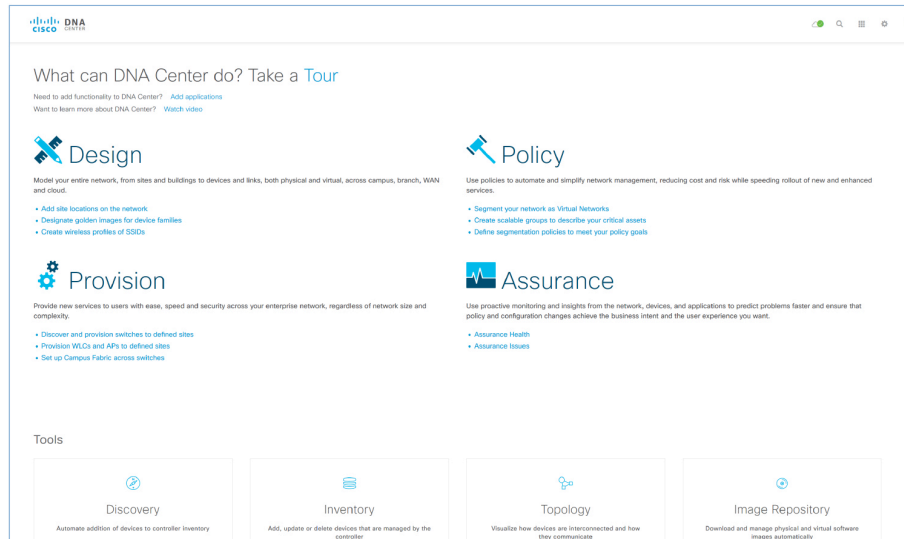 CISCO DNA CENTER
What can DNA Center do? Take a Tour
Need to add functionality to DNA Center? Add applications
Want to learn more about DNA Center? Watch video
Design
Model your entire network, from sites and buildings to devices and links, both physical and virtual, across campus, branch, WAN
and cloud.
• Add site locations on the network
• Designate golden images for device families
• Create wireless profiles of SSIDs
Policy
Use policies to automate and simplify network management, reducing cost and risk while speeding rollout of new and enhanced
services.
• Segment your network as Virtual Networks
• Create scalable groups to describe your critical assets
• Define segmentation policies to meet your policy goals
Provision
Provide new services to users with ease, speed and security across your enterprise network, regardless of network size and
complexity.
• Discover and provision switches to defined sites
• Provision WLCs and APs to defined sites
• Set up Campus Fabric across switches
Assurance
Use proactive monitoring and insights from the network, devices, and applications to predict problems faster and ensure that
policy and configuration changes achieve the business intent and the user experience you want.
• Assurance Health
• Assurance Issues
Tools
Discovery
Automate addition of devices to controller inventory
Inventory
Add, update or delete devices that are managed by the
controller
Topology
Visualize how devices are interconnected and how
they communicate
Image Repository
Download and manage physical and virtual software
images automatically